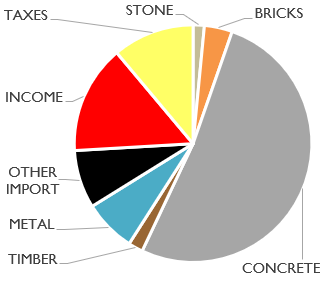 STONE
BRICKS
TAXES
INCOME
OTHER
IMPORT
METAL
TIMBER
CONCRETE